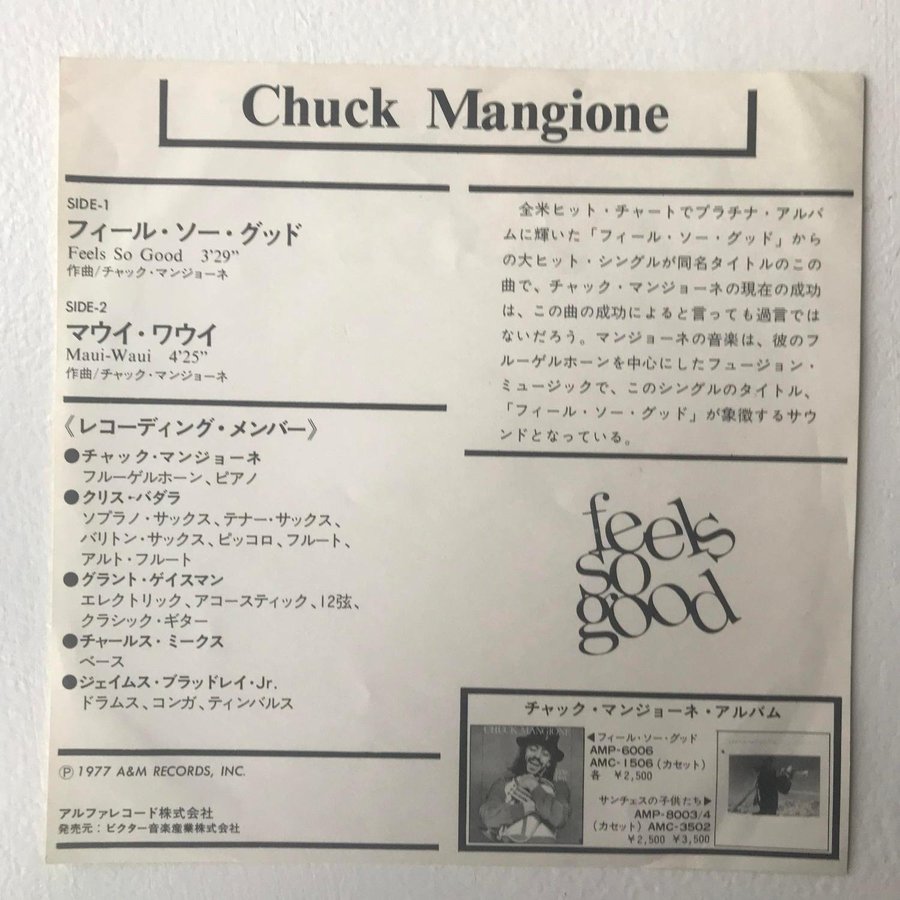 Chuck Mangione
SIDE-1
フィール・ソー・グッド
Feels So Good 3'29"
作曲/チャック・マンジョーネ
SIDE-2
マウイ・ワウイ
Maui-Waui 4'25"
作曲/チャック・マンジョーネ
《レコーディング・メンバー》
●チャック・マンジョーネ
フルーゲルホーン、ピアノ
●クリス・バダラ
ソプラノ・サックス、テナー・サックス、
バリトン・サックス、ピッコロ、フルート、
アルト・フルート
●グラント・ゲイスマン
エレクトリック、アコースティック、12弦、
クラシック・ギター
●チャールス・ミークス
ベース
●ジェイムス・ブラッドレイ・Jr.
ドラムス、コンガ、ティンバルス
Ⓟ 1977 A&M RECORDS, INC.
アルファレコード株式会社
発売元：ビクター音楽産業株式会社
全米ヒット・チャートでプラチナ・アルバ
ムに輝いた「フィール・ソー・グッド」から
の大ヒット・シングルが同名タイトルのこの
曲で、チャック・マンジョーネの現在の成功
は、この曲の成功によると言っても過言では
ないだろう。マンジョーネの音楽は、彼のフ
ルーゲルホーンを中心にしたフュージョン・
ミュージックで、このシングルのタイトル、
「フィール・ソー・グッド」が象徴するサウ
ンドとなっている。
feels
so
good
チャック・マンジョーネ・アルバム
CHUCK MANGIONE
◀フィール・ソー・グッド
AMP-6006
AMC-1506 (カセット)
各 ￥2,500
サンチェスの子供たち▶
AMP-8003/4
(カセット) AMC-3502
￥2,500 ￥3,500